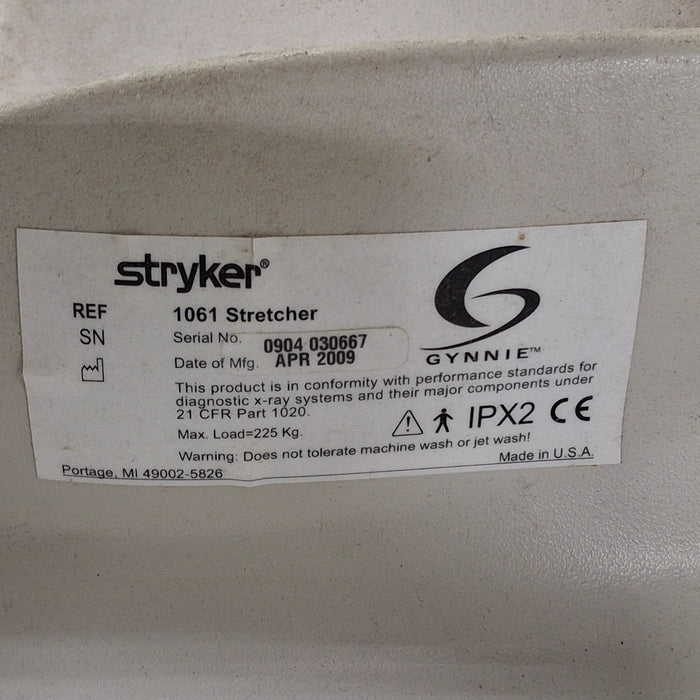 stryker®
REF 1061 Stretcher
SN Serial No. 0904 030667
Date of Mfg. APR 2009
GYNNIE™
This product is in conformity with performance standards for
diagnostic x-ray systems and their major components under
21 CFR Part 1020.
Max. Load=225 Kg.
IPX2 CE
Warning: Does not tolerate machine wash or jet wash!
Portage, MI 49002-5826
Made in U.S.A.